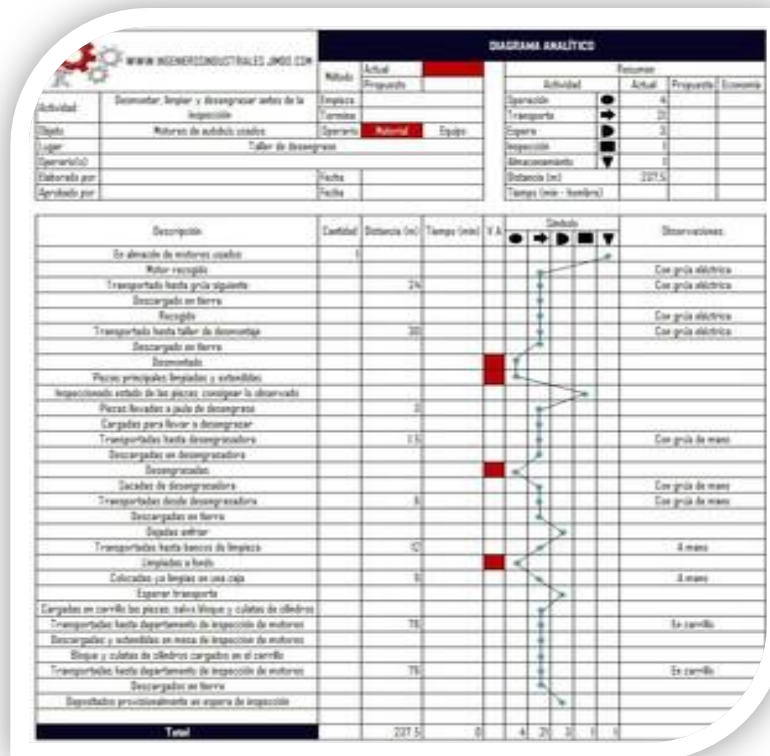 WWW.INGENIERISINDUSTRIALES.JIMDO.COM
DIAGRAMA ANALÍTICO
Método
Actual
Propuesto
Resumen
Actividad Actual Propuesto Economía
Actividad
Desmontar, limpiar y desengrasar antes de la
inspección
Empieza
Termina
Operación 4
Transporte 21
Espera 3
Inspección 1
Almacenamiento 1
Distancia (m) 237,5
Tiempo (min - hombre)
Objeto Motores de autobús usados Operario Material Equipo
Lugar Taller de desengrase
Operario(s)
Elaborado por Fecha
Aprobado por Fecha
Descripción Cantidad Distancia (m) Tiempo (min) V A Símbolo Observaciones
En almacén de motores usados 1
Motor recogido Con grúa eléctrica
Transportado hasta grúa siguiente 24
Descargado en tierra
Recogido Con grúa eléctrica
Transportado hasta taller de desmontaje 30 Con grúa eléctrica
Descargado en tierra
Desmontado
Piezas principales limpiadas y extendidas
Inspeccionado estado de las piezas, consignar lo observado
Piezas llevadas a jaula de desengrase 3
Cargadas para llevar a desengrasar
Transportadas hasta desengrasadora 1,5 Con grúa de mano
Descargadas en desengrasadora
Desengrasadas
Sacadas de desengrasadora Con grúa de mano
Transportadas desde desengrasadora Con grúa de mano
Descargadas en tierra
Dejadas enfriar
Transportadas hasta bancos de limpieza 12 A mano
Limpiadas a fondo
Colocadas ya limpias en una caja 9 A mano
Esperar transporte
Cargadas en carrillo las piezas, salvo bloque y culatas de cilindros
Transportadas hasta departamento de inspección de motores 76 En carrillo
Descargadas y extendidas en mesa de inspección de motores
Bloque y culatas de cilindros cargados en el carrillo
Transportadas hasta departamento de inspección de motores 76 En carrillo
Descargados en tierra
Depositados provisionalmente en espera de inspección
Total 237,5 0 4 21 3 1 1